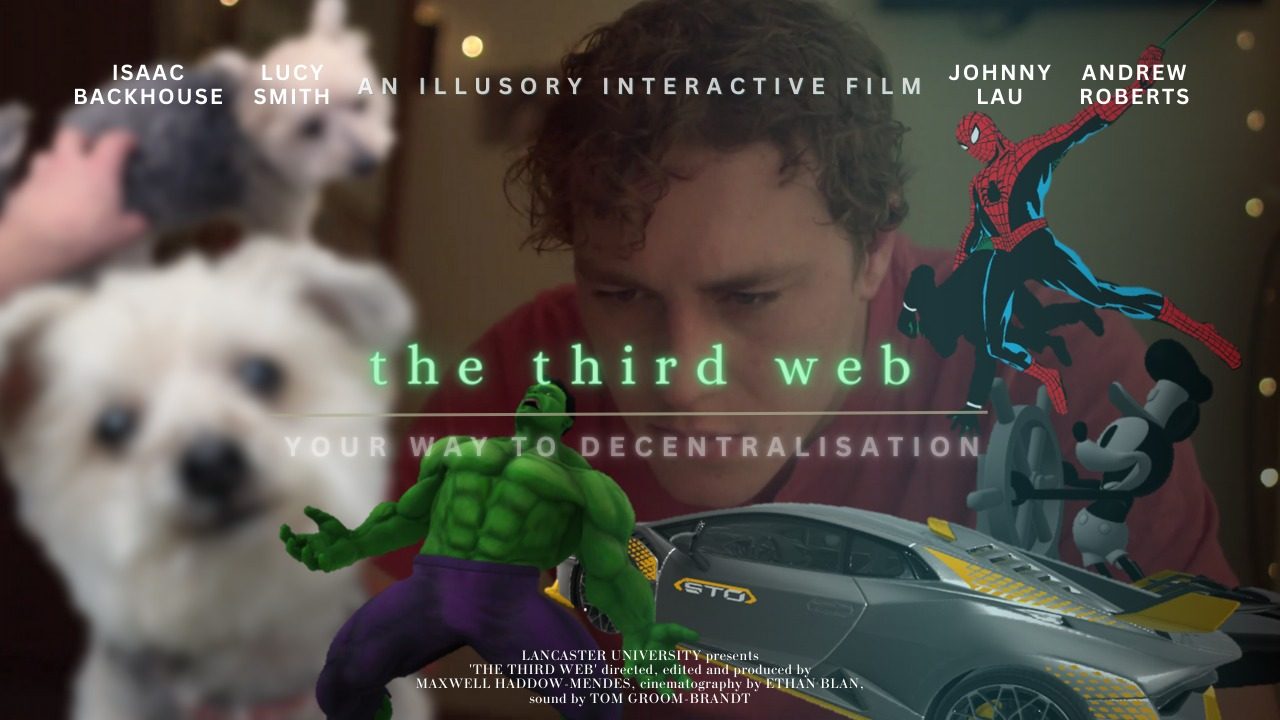 ISAAC
BACKHOUSE
LUCY
SMITH
AN ILLUSORY INTERACTIVE FILM
JOHNNY
LAU
ANDREW
ROBERTS
the third web
YOUR WAY TO DECENTRALISATION
STO
LANCASTER UNIVERSITY presents
'THE THIRD WEB' directed, edited and produced by
MAXWELL HADDOW-MENDES, cinematography by ETHAN BLAN,
sound by TOM GROOM-BRANDT